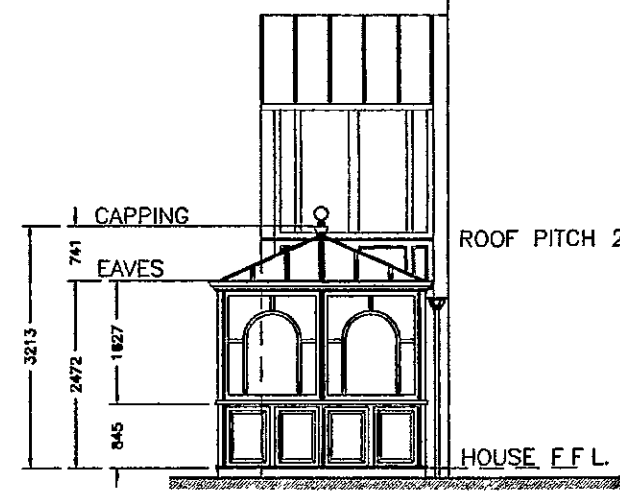 CAPPING
741
ROOF PITCH 2
EAVES
3213
2472
1627
845
HOUSE F F L.